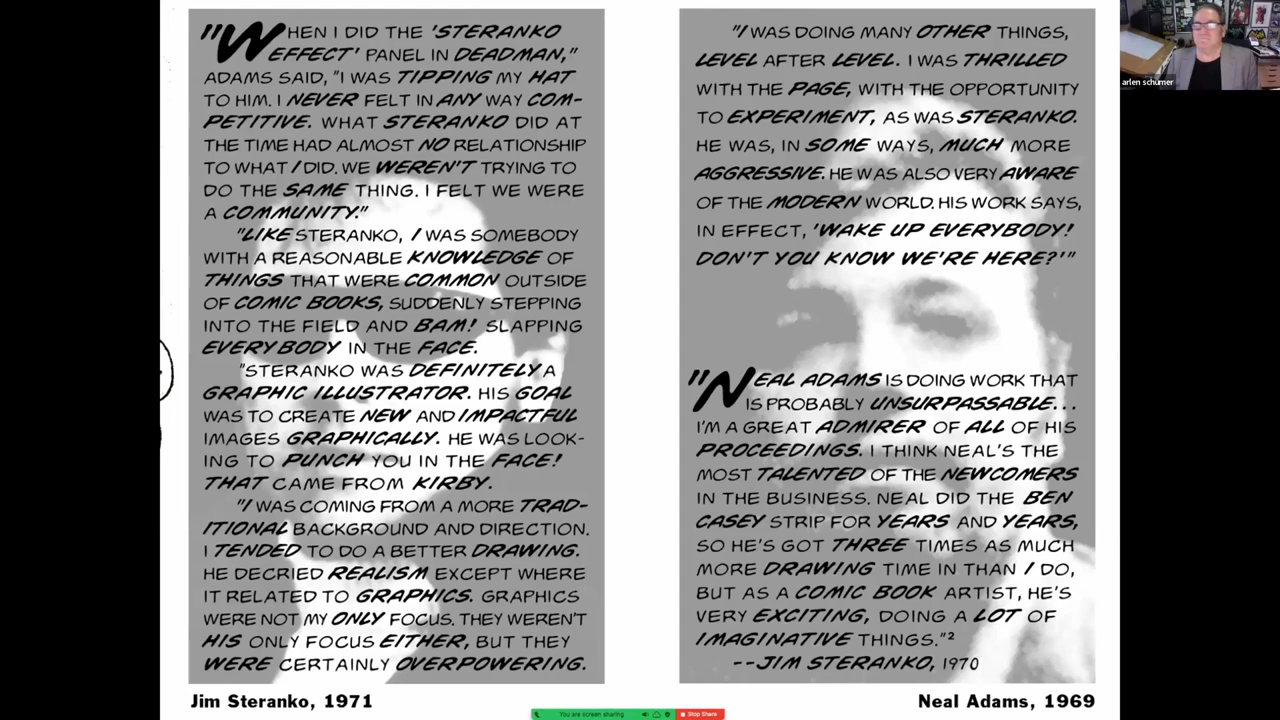 "WHEN I DID THE 'STERANKO
EFFECT' PANEL IN DEADMAN,"
ADAMS SAID, "I WAS TIPPING MY HAT
TO HIM. I NEVER FELT IN ANY WAY COM-
PETITIVE. WHAT STERANKO DID AT
THE TIME HAD ALMOST NO RELATIONSHIP
TO WHAT I DID. WE WEREN'T TRYING TO
DO THE SAME THING. I FELT WE WERE
A COMMUNITY."
"LIKE STERANKO, I WAS SOMEBODY
WITH A REASONABLE KNOWLEDGE OF
THINGS THAT WERE COMMON OUTSIDE
OF COMIC BOOKS, SUDDENLY STEPPING
INTO THE FIELD AND BAM! SLAPPING
EVERYBODY IN THE FACE.
"STERANKO WAS DEFINITELY A
GRAPHIC ILLUSTRATOR. HIS GOAL
WAS TO CREATE NEW AND IMPACTFUL
IMAGES GRAPHICALLY. HE WAS LOOK-
ING TO PUNCH YOU IN THE FACE!
THAT CAME FROM KIRBY.
"I WAS COMING FROM A MORE TRAD-
ITIONAL BACKGROUND AND DIRECTION.
I TENDED TO DO A BETTER DRAWING.
HE DECRIED REALISM EXCEPT WHERE
IT RELATED TO GRAPHICS. GRAPHICS
WERE NOT MY ONLY FOCUS. THEY WEREN'T
HIS ONLY FOCUS EITHER, BUT THEY
WERE CERTAINLY OVERPOWERING.
Jim Steranko, 1971
"I WAS DOING MANY OTHER THINGS,
LEVEL AFTER LEVEL. I WAS THRILLED
WITH THE PAGE, WITH THE OPPORTUNITY
TO EXPERIMENT, AS WAS STERANKO.
HE WAS, IN SOME WAYS, MUCH MORE
AGGRESSIVE. HE WAS ALSO VERY AWARE
OF THE MODERN WORLD. HIS WORK SAYS,
IN EFFECT, 'WAKE UP EVERYBODY!
DON'T YOU KNOW WE'RE HERE?'"
"NEAL ADAMS IS DOING WORK THAT
IS PROBABLY UNSURPASSABLE...
I'M A GREAT ADMIRER OF ALL OF HIS
PROCEEDINGS. I THINK NEAL'S THE
MOST TALENTED OF THE NEWCOMERS
IN THE BUSINESS. NEAL DID THE BEN
CASEY STRIP FOR YEARS AND YEARS,
SO HE'S GOT THREE TIMES AS MUCH
MORE DRAWING TIME IN THAN I DO,
BUT AS A COMIC BOOK ARTIST, HE'S
VERY EXCITING, DOING A LOT OF
IMAGINATIVE THINGS."²
--JIM STERANKO, 1970
Neal Adams, 1969
arlen schumer
You are screen sharing
Stop Share